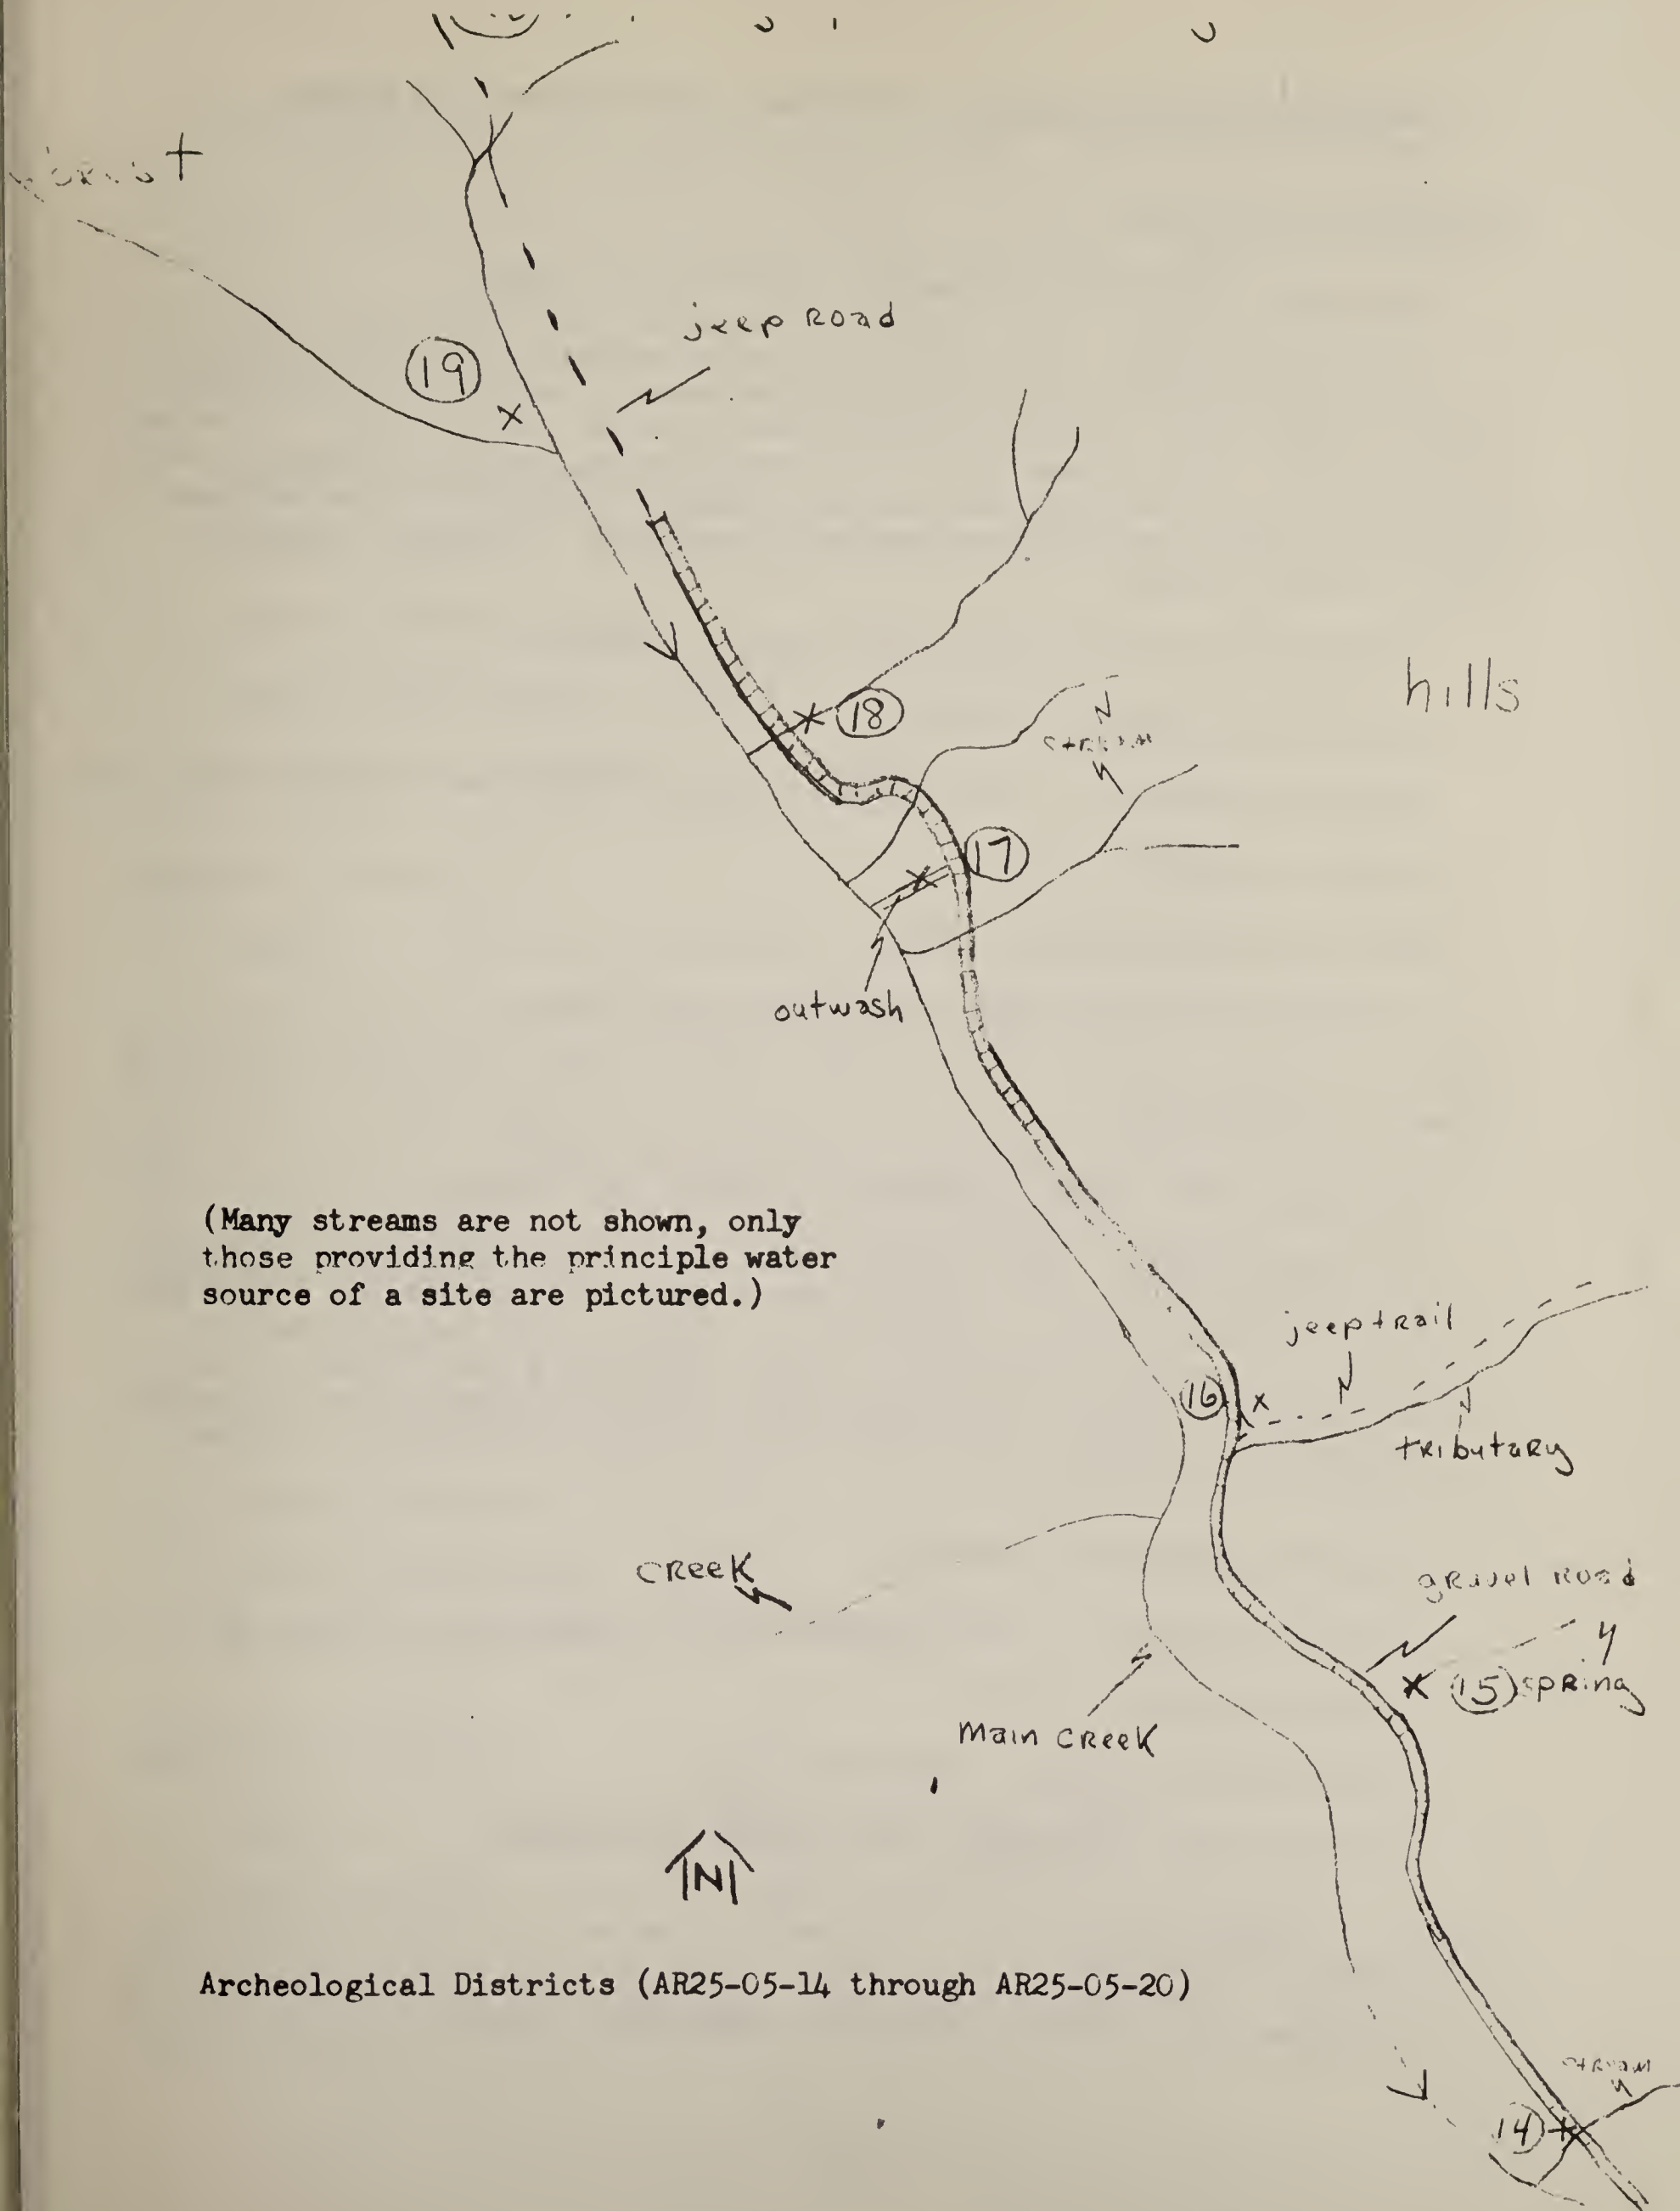 19
jeep Road
hills
18
stream
17
outwash
(Many streams are not shown, only
those providing the principle water
source of a site are pictured.)
jeep trail
16
tributary
Creek
gravel Road
15 spring
Main Creek
N
Archeological Districts (AR25-05-14 through AR25-05-20)
stream
14